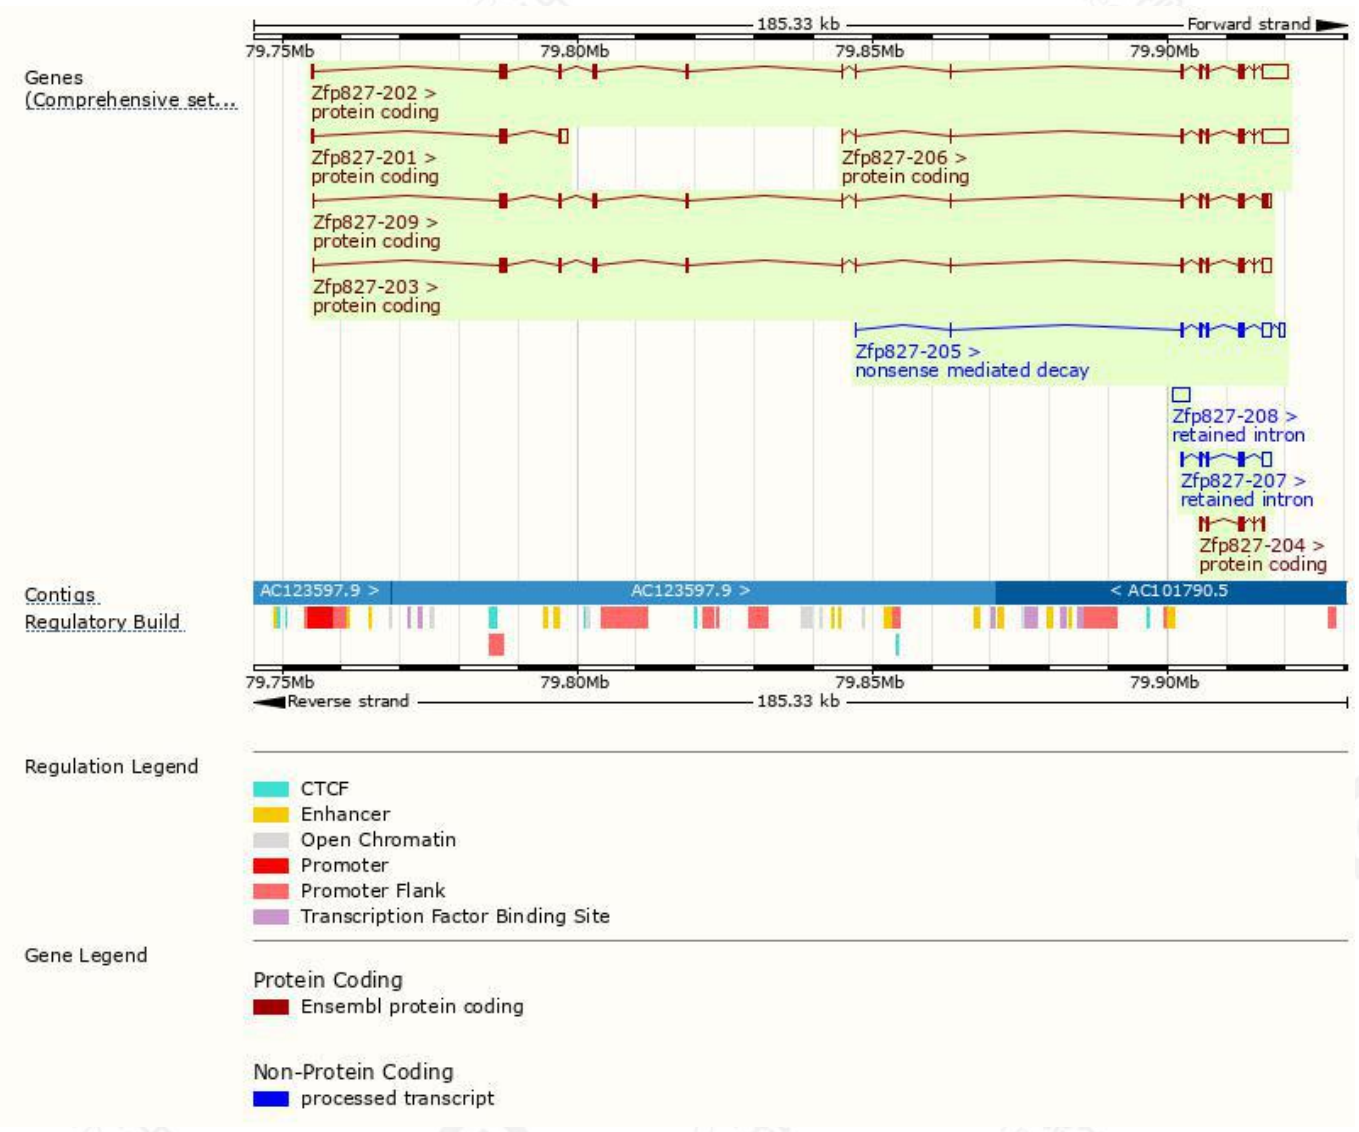 185.33 kb Forward strand
79.75Mb 79.80Mb 79.85Mb 79.90Mb
Genes
(Comprehensive set...
Zfp827-202 >
protein coding
Zfp827-201 > Zfp827-206 >
protein coding protein coding
Zfp827-209 >
protein coding
Zfp827-203 >
protein coding
Zfp827-205 >
nonsense mediated decay
Zfp827-208 >
retained intron
Zfp827-207 >
retained intron
Zfp827-204 >
protein coding
Contigs AC123597.9 > AC123597.9 > < AC101790.5
Regulatory Build
79.75Mb 79.80Mb 79.85Mb 79.90Mb
Reverse strand 185.33 kb
Regulation Legend
CTCF
Enhancer
Open Chromatin
Promoter
Promoter Flank
Transcription Factor Binding Site
Gene Legend
Protein Coding
Ensembl protein coding
Non-Protein Coding
processed transcript